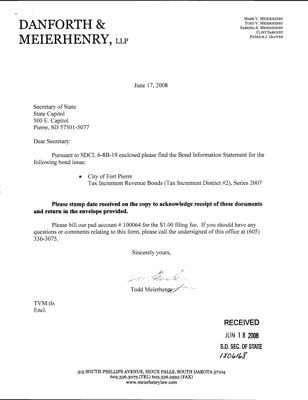 DANFORTH &
MEIERHENRY, LLP
MARK V. MEIERHENRY
TODD V. MEIERHENRY
SABRINA S. MEIERHENRY
CLINT SARGENT
PATRICK J. GLOVER
June 17, 2008
Secretary of State
State Capitol
500 E. Capitol
Pierre, SD 57501-5077
Dear Secretary:
Pursuant to SDCL 6-8B-19 enclosed please find the Bond Information Statement for the
following bond issue:
• City of Fort Pierre
Tax Increment Revenue Bonds (Tax Increment District #2), Series 2007
Please stamp date received on the copy to acknowledge receipt of these documents
and return in the envelope provided.
Please bill our pad account # 100064 for the $1.00 filing fee. If you should have any
questions or comments relating to this form, please call the undersigned of this office at (605)
336-3075.
Sincerely yours,
Todd Meierhenry
TVM:tls
Encl.
RECEIVED
JUN 18 2008
S.D. SEC. OF STATE
315 SOUTH PHILLIPS AVENUE, SIOUX FALLS, SOUTH DAKOTA 57104
605.336.3075 (TEL) 605.336.2593 (FAX)
www.meierhenrylaw.com